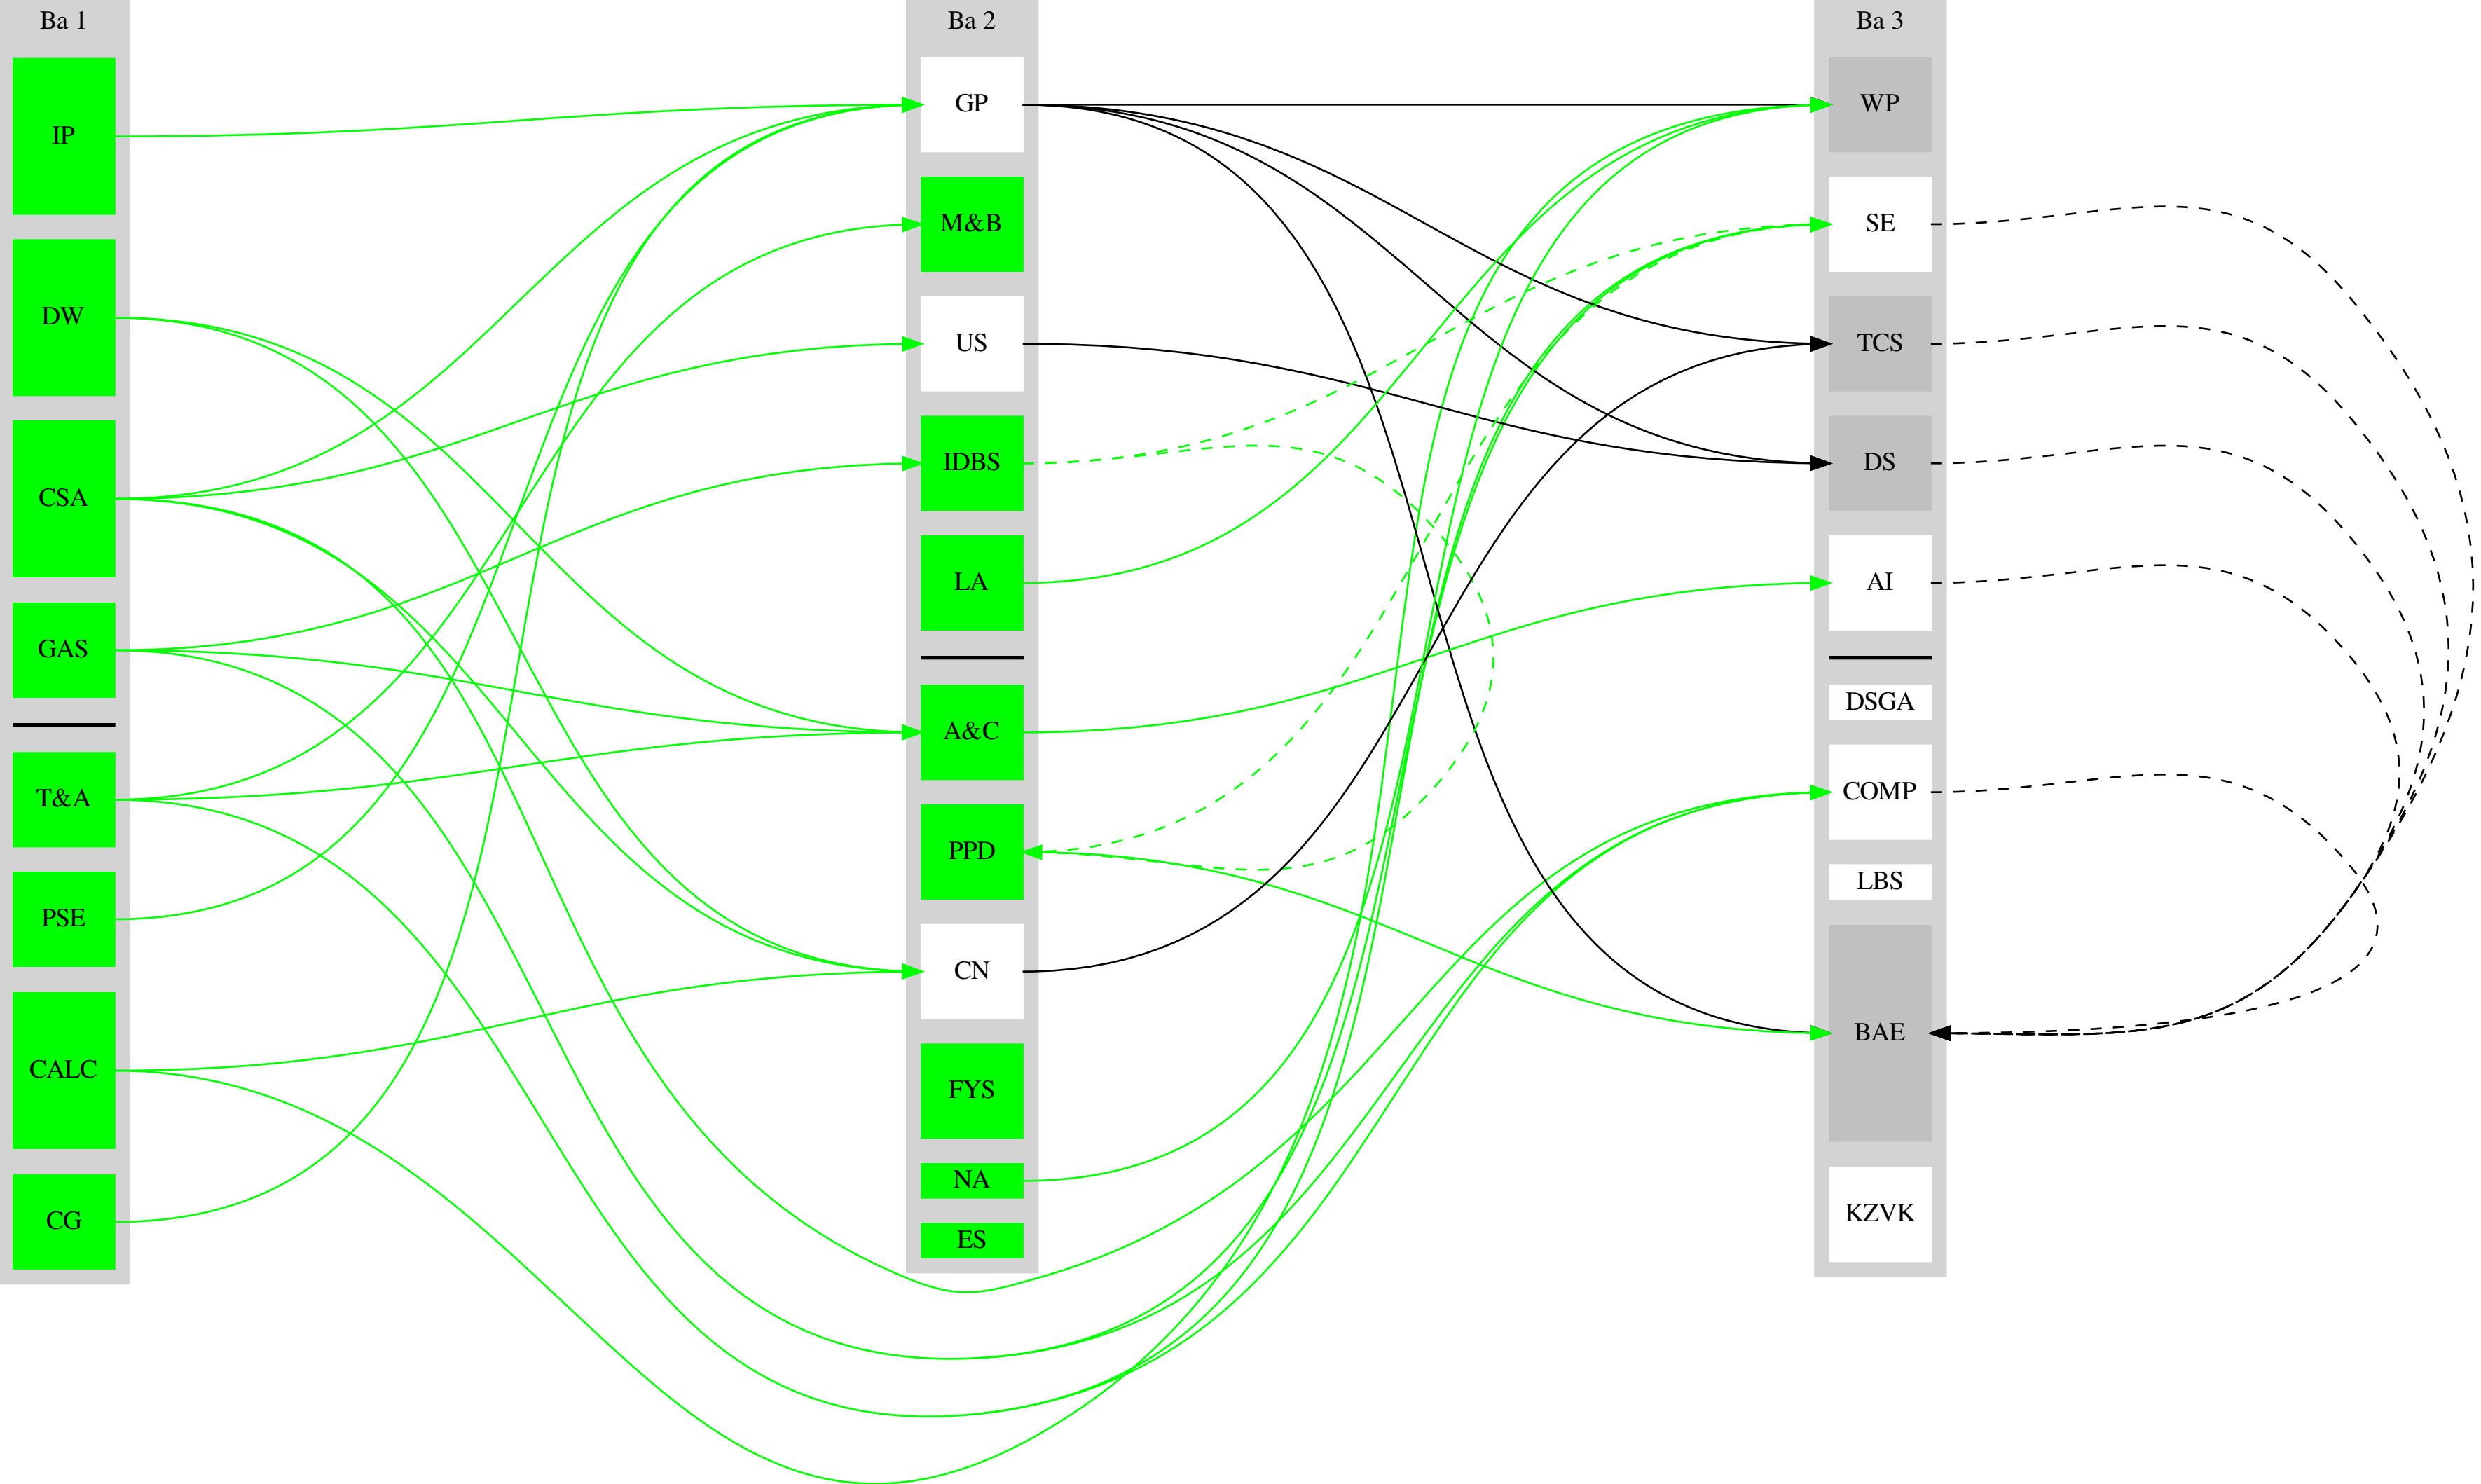 Ba 1
IP
DW
CSA
GAS
T&A
PSE
CALC
CG
Ba 2
GP
M&B
US
IDBS
LA
A&C
PPD
CN
FYS
NA
ES
Ba 3
WP
SE
TCS
DS
AI
DSGA
COMP
LBS
BAE
KZVK